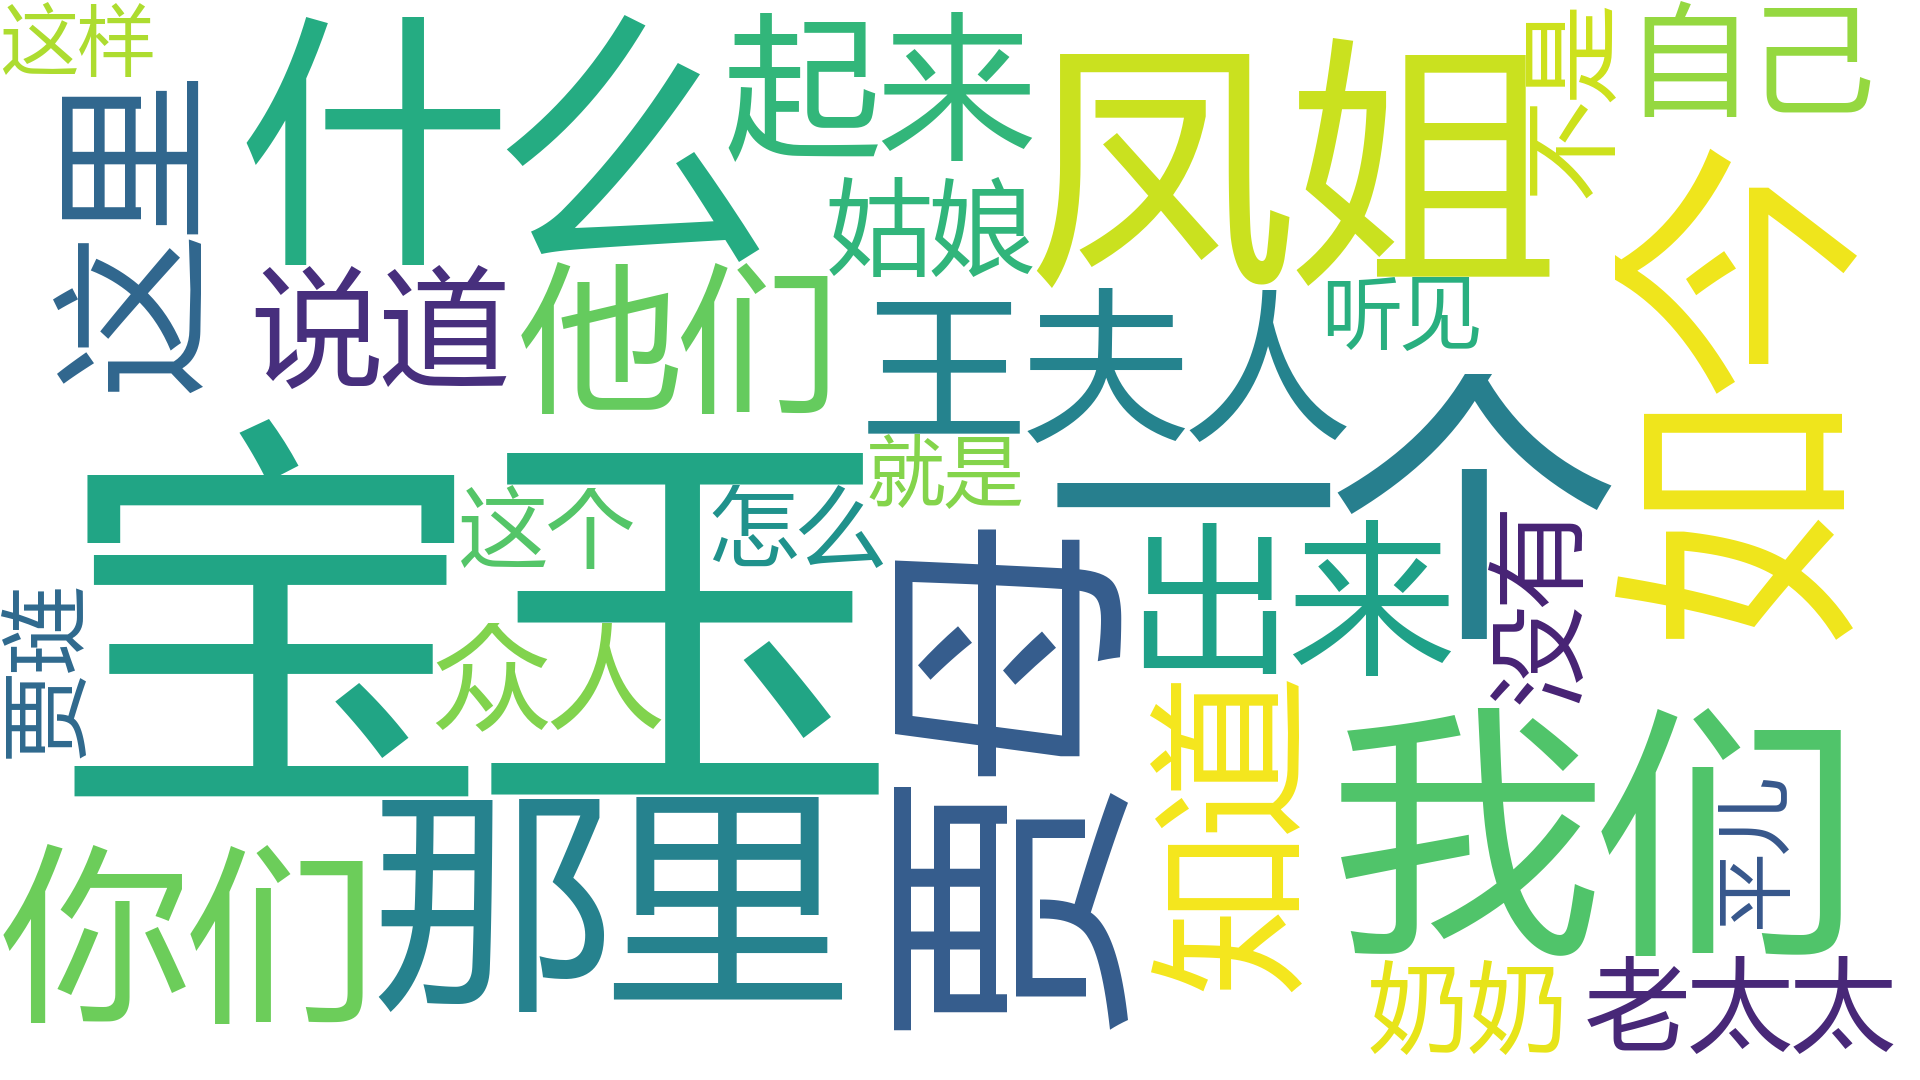 这样
什么
起来
凤姐
不是
自己
这里
姑娘
如今
说道
他们
王夫人
听见
一个
宝玉
就是
这个
怎么
贾母
出来
没有
贾琏
众人
知道
我们
你们
那里
平儿
奶奶
老太太